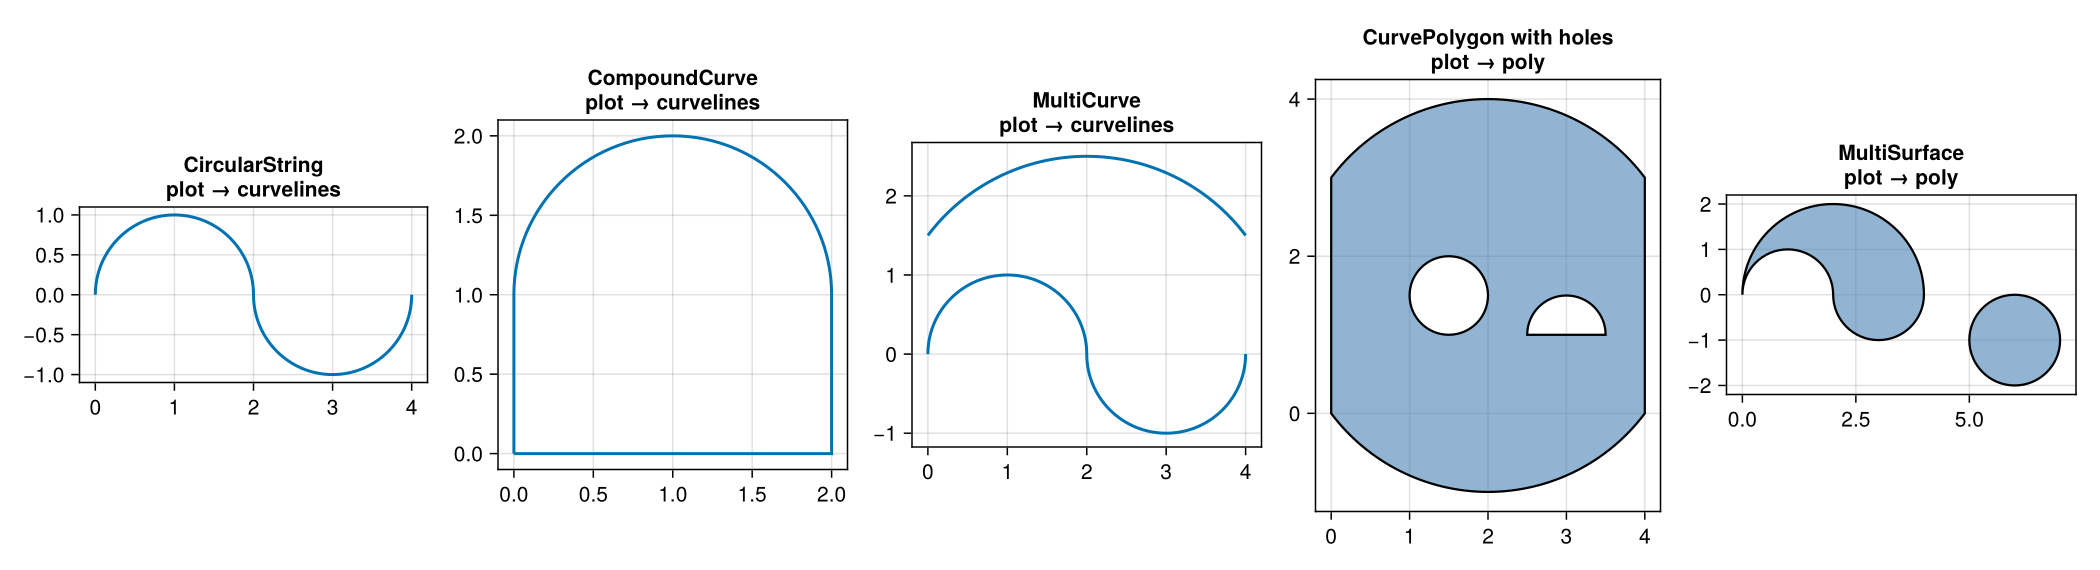 CircularString
plot → curvelines
1.0
0.5
0.0
−0.5
−1.0
0 1 2 3 4
CompoundCurve
plot → curvelines
2.0
1.5
1.0
0.5
0.0
0.0 0.5 1.0 1.5 2.0
MultiCurve
plot → curvelines
2
1
0
−1
0 1 2 3 4
CurvePolygon with holes
plot → poly
4
2
0
0 1 2 3 4
MultiSurface
plot → poly
2
1
0
−1
−2
0.0 2.5 5.0